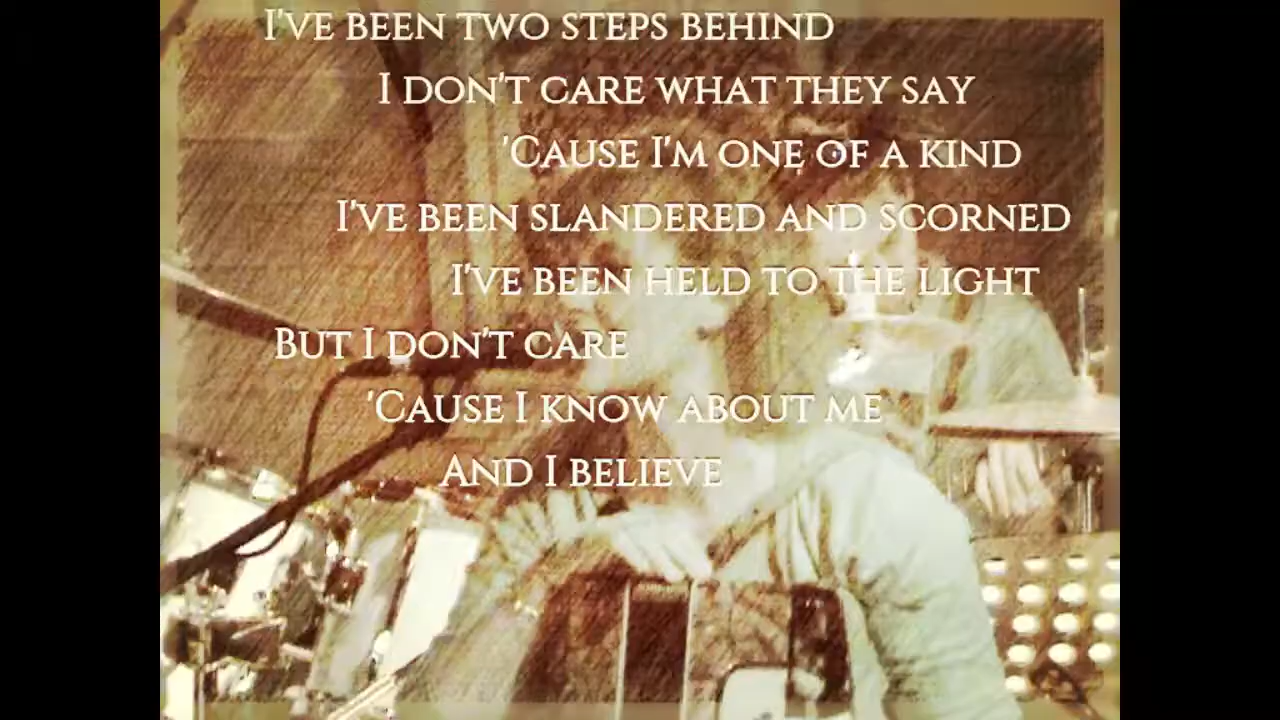 I'VE BEEN TWO STEPS BEHIND
I DON'T CARE WHAT THEY SAY
'CAUSE I'M ONE OF A KIND
I'VE BEEN SLANDERED AND SCORNED
I'VE BEEN HELD TO THE LIGHT
BUT I DON'T CARE
'CAUSE I KNOW ABOUT ME
AND I BELIEVE